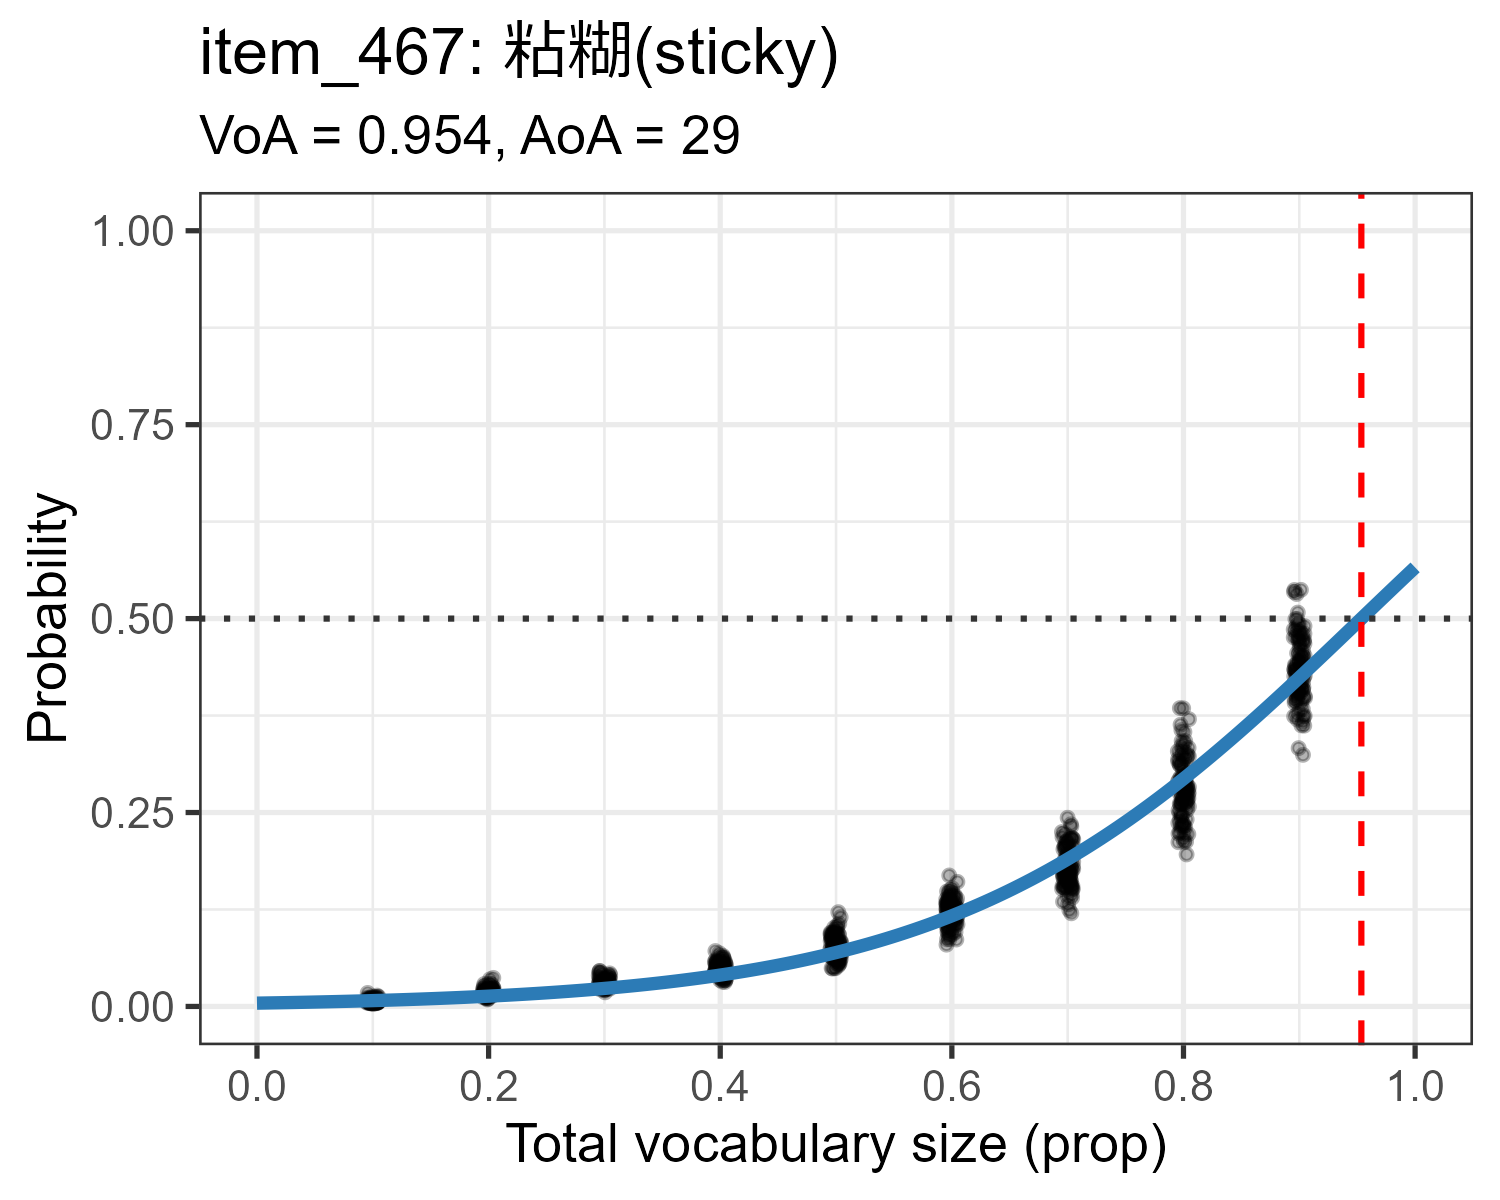 item_467: 粘糊(sticky)
VoA = 0.954, AoA = 29
1.00
0.75
0.50
0.25
0.00
Probability
0.0 0.2 0.4 0.6 0.8 1.0
Total vocabulary size (prop)